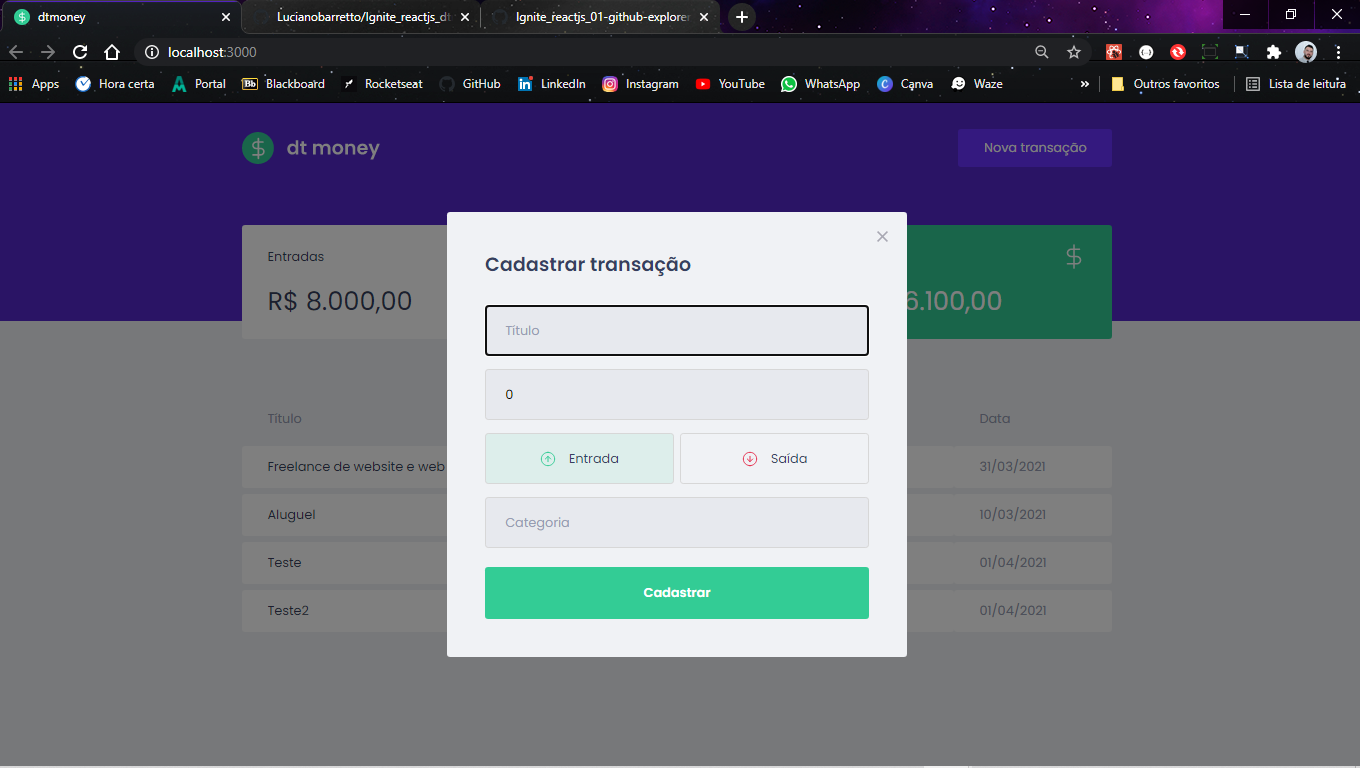 dtmoney
Lucianobarretto/Ignite_reactjs_dt
Ignite_reactjs_01-github-explorer
localhost:3000
Apps
Hora certa
Portal
Bb
Blackboard
Rocketseat
GitHub
LinkedIn
Instagram
YouTube
WhatsApp
Canva
Waze
»
Outros favoritos
Lista de leitura
$ dt money
Nova transação
Entradas
R$ 8.000,00
$
6.100,00
Cadastrar transação
Título
0
Entrada
Saída
Categoria
Cadastrar
Título
Data
Freelance de website e web
31/03/2021
Aluguel
10/03/2021
Teste
01/04/2021
Teste2
01/04/2021